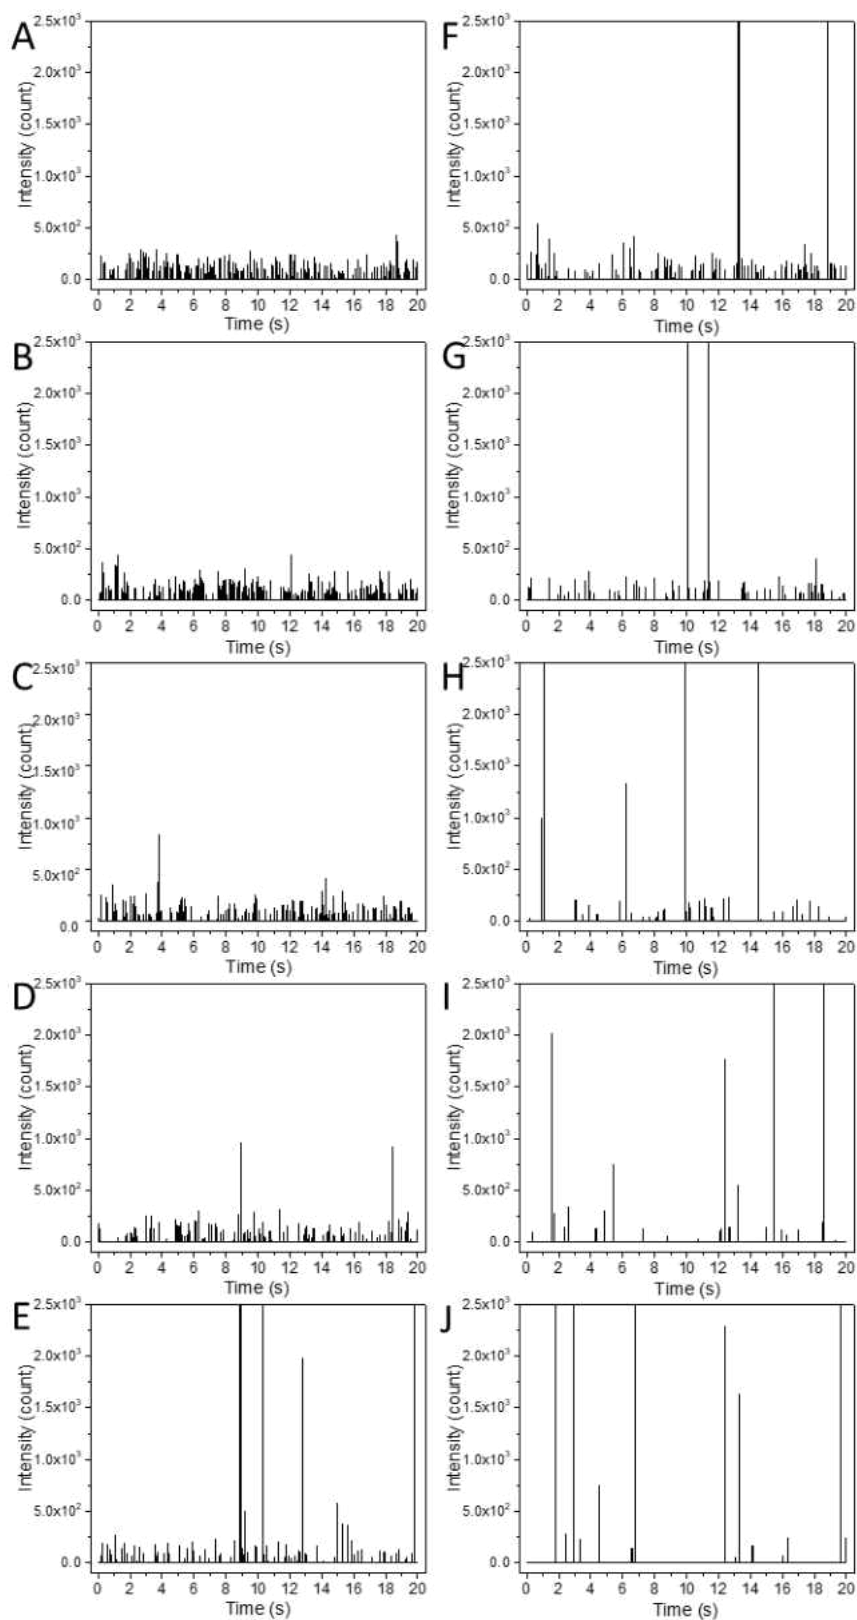 A
Intensity (count)
2.5x10³
2.0x10³
1.5x10³
1.0x10³
5.0x10²
0.0
0 2 4 6 8 10 12 14 16 18 20
Time (s)
F
Intensity (count)
2.5x10³
2.0x10³
1.5x10³
1.0x10³
5.0x10²
0.0
0 2 4 6 8 10 12 14 16 18 20
Time (s)
B
Intensity (count)
2.5x10³
2.0x10³
1.5x10³
1.0x10³
5.0x10²
0.0
0 2 4 6 8 10 12 14 16 18 20
Time (s)
G
Intensity (count)
2.5x10³
2.0x10³
1.5x10³
1.0x10³
5.0x10²
0.0
0 2 4 6 8 10 12 14 16 18 20
Time (s)
C
Intensity (count)
2.5x10³
2.0x10³
1.5x10³
1.0x10³
5.0x10²
0.0
0 2 4 6 8 10 12 14 16 18 20
Time (s)
H
Intensity (count)
2.5x10³
2.0x10³
1.5x10³
1.0x10³
5.0x10²
0.0
0 2 4 6 8 10 12 14 16 18 20
Time (s)
D
Intensity (count)
2.5x10³
2.0x10³
1.5x10³
1.0x10³
5.0x10²
0.0
0 2 4 6 8 10 12 14 16 18 20
Time (s)
I
Intensity (count)
2.5x10³
2.0x10³
1.5x10³
1.0x10³
5.0x10²
0.0
0 2 4 6 8 10 12 14 16 18 20
Time (s)
E
Intensity (count)
2.5x10³
2.0x10³
1.5x10³
1.0x10³
5.0x10²
0.0
0 2 4 6 8 10 12 14 16 18 20
Time (s)
J
Intensity (count)
2.5x10³
2.0x10³
1.5x10³
1.0x10³
5.0x10²
0.0
0 2 4 6 8 10 12 14 16 18 20
Time (s)